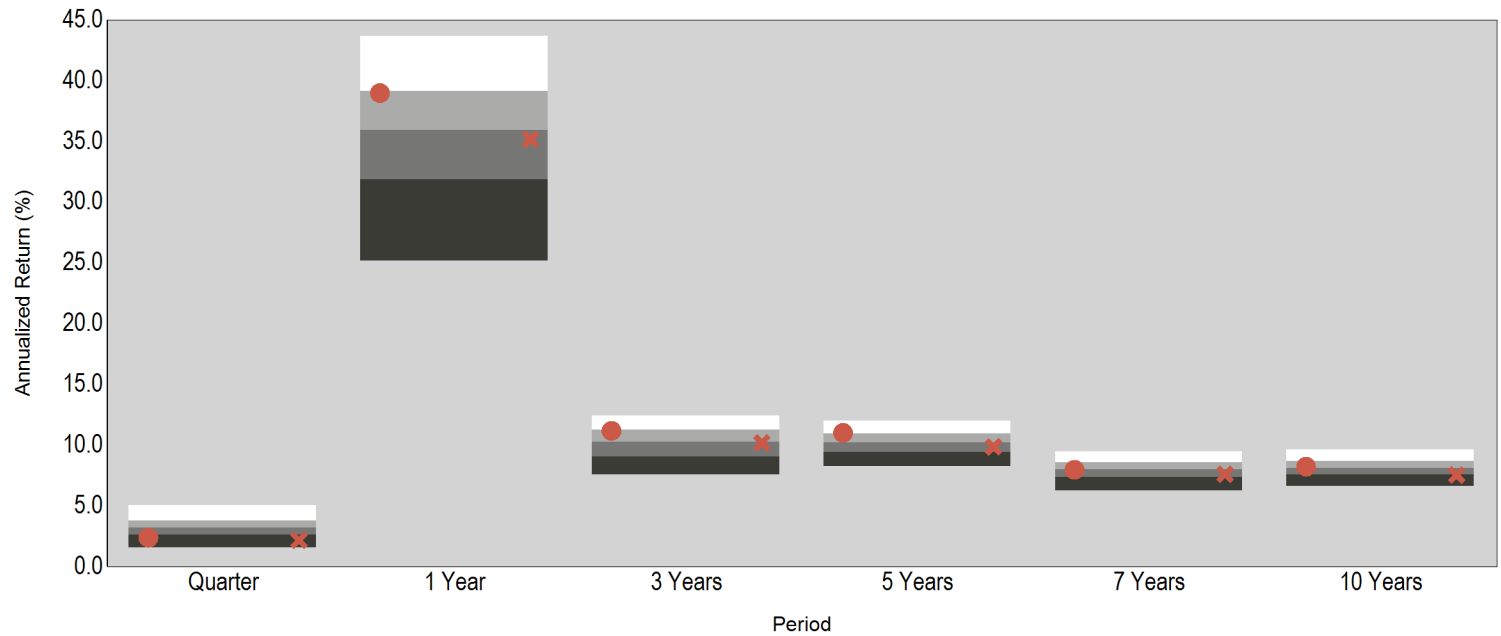 Annualized Return (%)
45.0
40.0
35.0
30.0
25.0
20.0
15.0
10.0
5.0
0.0
Quarter
1 Year
3 Years
5 Years
7 Years
10 Years
Period